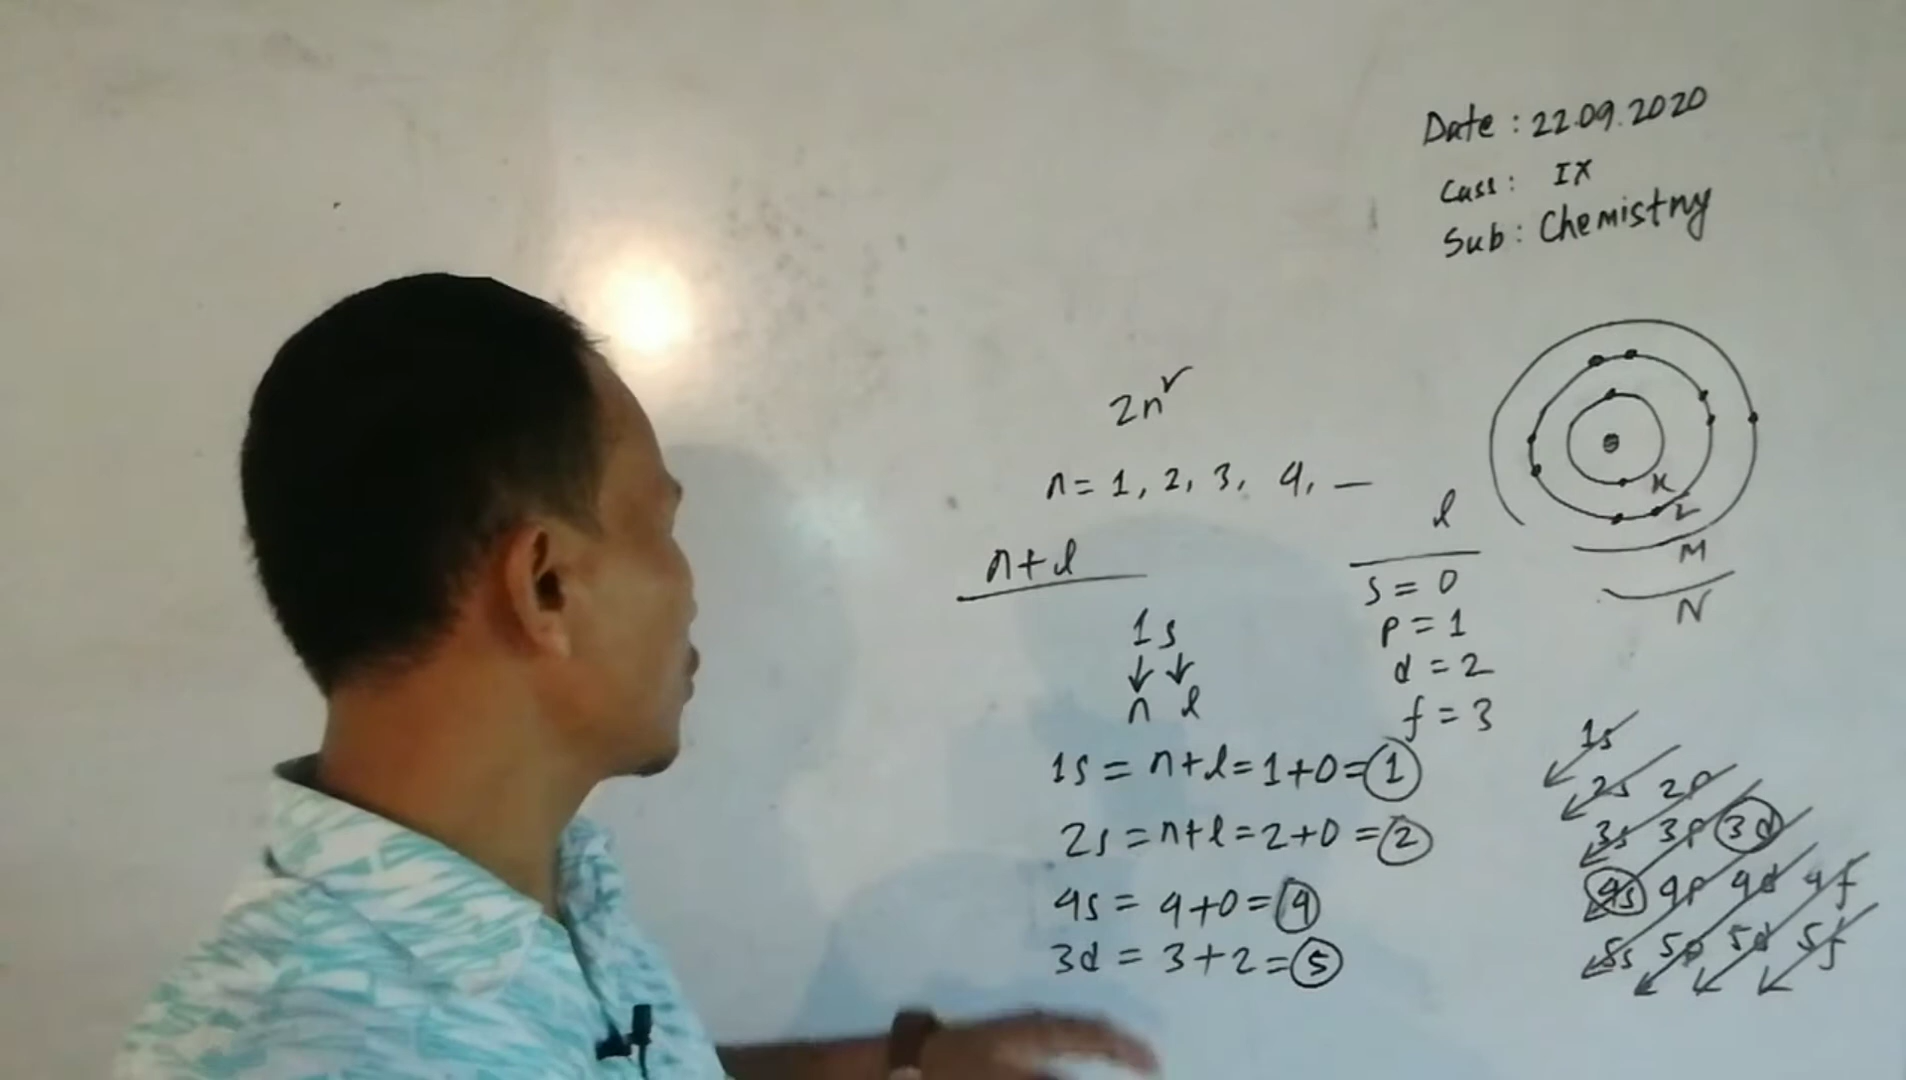 Date : 22.09.2020
Cass : IX
Sub : Chemistry
2n²
n = 1, 2, 3, 4, —
n+l
1s
↓ ↓
n l
1s = n+l = 1+0 = 1
2s = n+l = 2+0 = 2
4s = 4+0 = 4
3d = 3+2 = 5
l
s = 0
p = 1
d = 2
f = 3
K
L
M
N
1s
2s 2p
3s 3p 3d
4s 4p 4d 4f
5s 5p 5d 5f